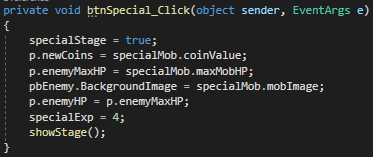 private void btnSpecial_Click(object sender, EventArgs e)
{
specialStage = true;
p.newCoins = specialMob.coinValue;
p.enemyMaxHP = specialMob.maxMobHP;
pbEnemy.BackgroundImage = specialMob.mobImage;
p.enemyHP = p.enemyMaxHP;
specialExp = 4;
showStage();
}